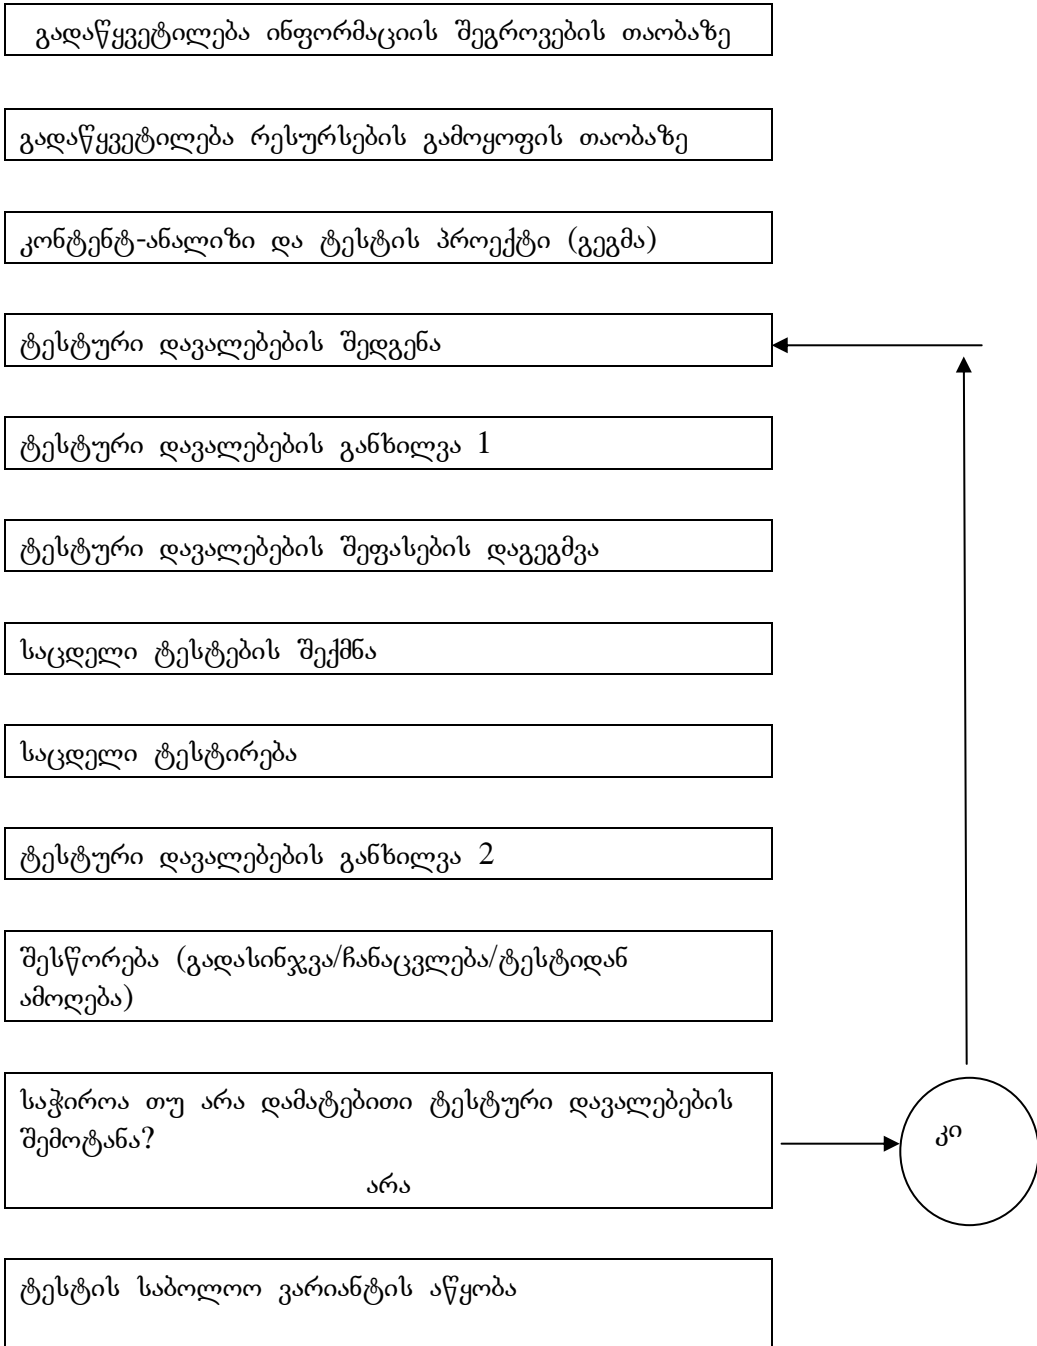 გადაწყვეტილება ინფორმაციის შეგროვების თაობაზე
გადაწყვეტილება რესურსების გამოყოფის თაობაზე
კონტენტ-ანალიზი და ტესტის პროექტი (გეგმა)
ტესტური დავალებების შედგენა
ტესტური დავალებების განხილვა 1
ტესტური დავალებების შეფასების დაგეგმვა
საცდელი ტესტების შექმნა
საცდელი ტესტირება
ტესტური დავალებების განხილვა 2
შესწორება (გადასინჯვა/ჩანაცვლება/ტესტიდან
ამოღება)
საჭიროა თუ არა დამატებითი ტესტური დავალებების
შემოტანა?
კი
არა
ტესტის საბოლოო ვარიანტის აწყობა